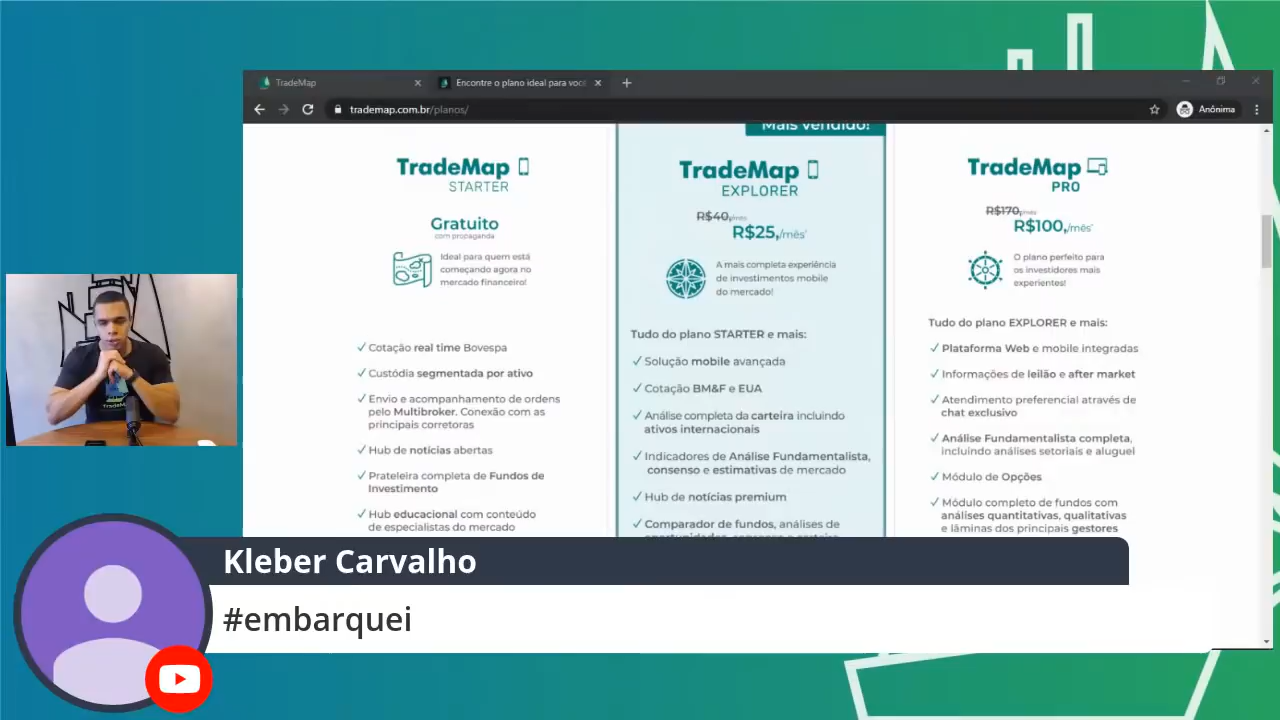 TradeMap
Encontre o plano ideal para você
trademap.com.br/planos/
Anônima
TradeMap
STARTER
Gratuito
com propaganda
Ideal para quem está
começando agora no
mercado financeiro!
✓ Cotação real time Bovespa
✓ Custódia segmentada por ativo
✓ Envio e acompanhamento de ordens
pelo Multibroker. Conexão com as
principais corretoras
✓ Hub de notícias abertas
✓ Prateleira completa de Fundos de
Investimento
✓ Hub educacional com conteúdo
de especialistas do mercado
Mais vendido!
TradeMap
EXPLORER
R$40,/mês
R$25,/mês*
A mais completa experiência
de investimentos mobile
do mercado!
Tudo do plano STARTER e mais:
✓ Solução mobile avançada
✓ Cotação BM&F e EUA
✓ Análise completa da carteira incluindo
ativos internacionais
✓ Indicadores de Análise Fundamentalista,
consenso e estimativas de mercado
✓ Hub de notícias premium
✓ Comparador de fundos, análises de
TradeMap
PRO
R$170,/mês
R$100,/mês*
O plano perfeito para
os investidores mais
experientes!
Tudo do plano EXPLORER e mais:
✓ Plataforma Web e mobile integradas
✓ Informações de leilão e after market
✓ Atendimento preferencial através de
chat exclusivo
✓ Análise Fundamentalista completa,
incluindo análises setoriais e aluguel
✓ Módulo de Opções
✓ Módulo completo de fundos com
análises quantitativas, qualitativas
e lâminas dos principais gestores
Kleber Carvalho
#embarquei